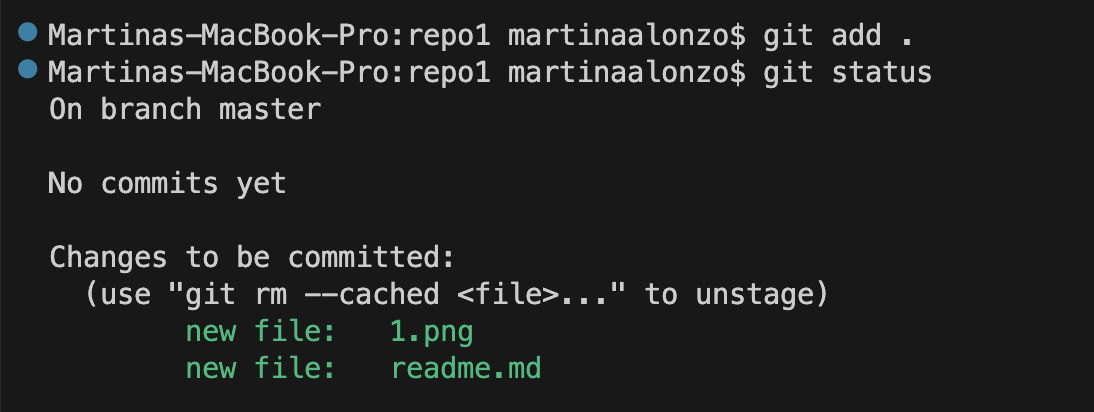 Martinas-MacBook-Pro:repo1 martinaalonzo$ git add .
Martinas-MacBook-Pro:repo1 martinaalonzo$ git status
On branch master
No commits yet
Changes to be committed:
(use "git rm --cached <file>..." to unstage)
new file: 1.png
new file: readme.md